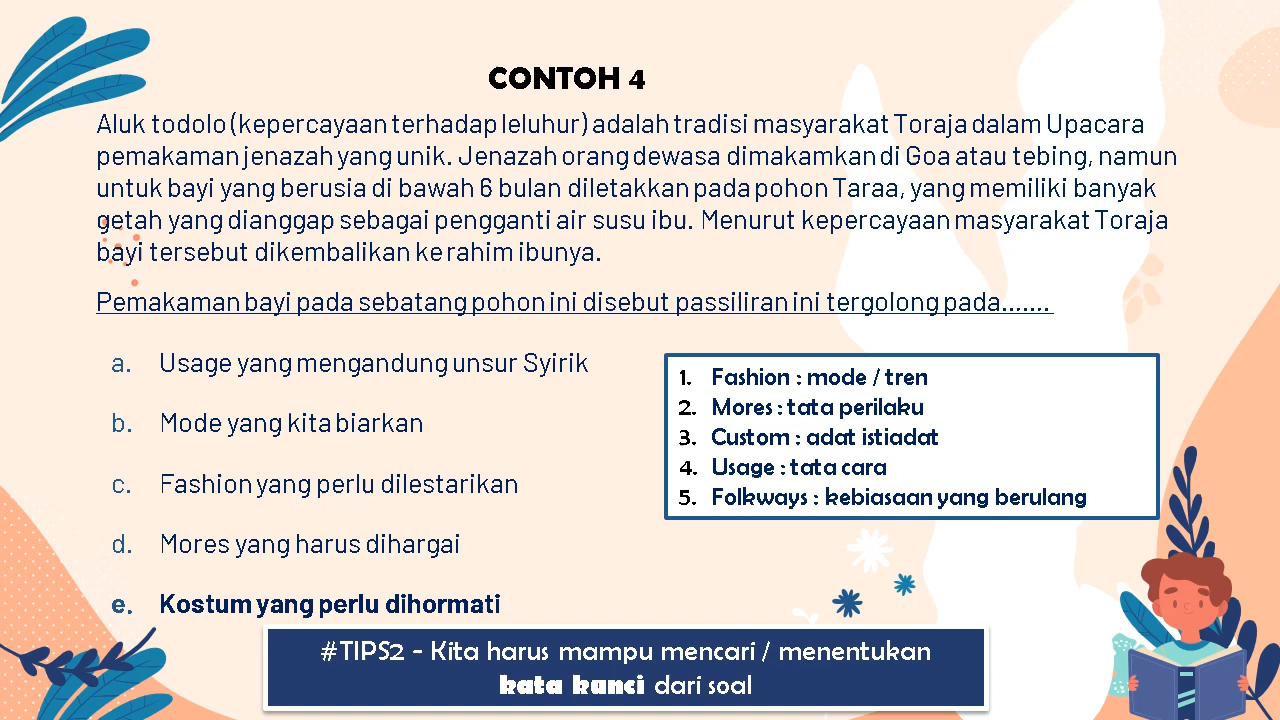 CONTOH 4
Aluk todolo (kepercayaan terhadap leluhur) adalah tradisi masyarakat Toraja dalam Upacara
pemakaman jenazah yang unik. Jenazah orang dewasa dimakamkan di Goa atau tebing, namun
untuk bayi yang berusia di bawah 6 bulan diletakkan pada pohon Taraa, yang memiliki banyak
getah yang dianggap sebagai pengganti air susu ibu. Menurut kepercayaan masyarakat Toraja
bayi tersebut dikembalikan ke rahim ibunya.
Pemakaman bayi pada sebatang pohon ini disebut passiliran ini tergolong pada.......
a. Usage yang mengandung unsur Syirik
b. Mode yang kita biarkan
c. Fashion yang perlu dilestarikan
d. Mores yang harus dihargai
e. Kostum yang perlu dihormati
1. Fashion : mode / tren
2. Mores : tata perilaku
3. Custom : adat istiadat
4. Usage : tata cara
5. Folkways : kebiasaan yang berulang
#TIPS2 - Kita harus mampu mencari / menentukan
kata kunci dari soal